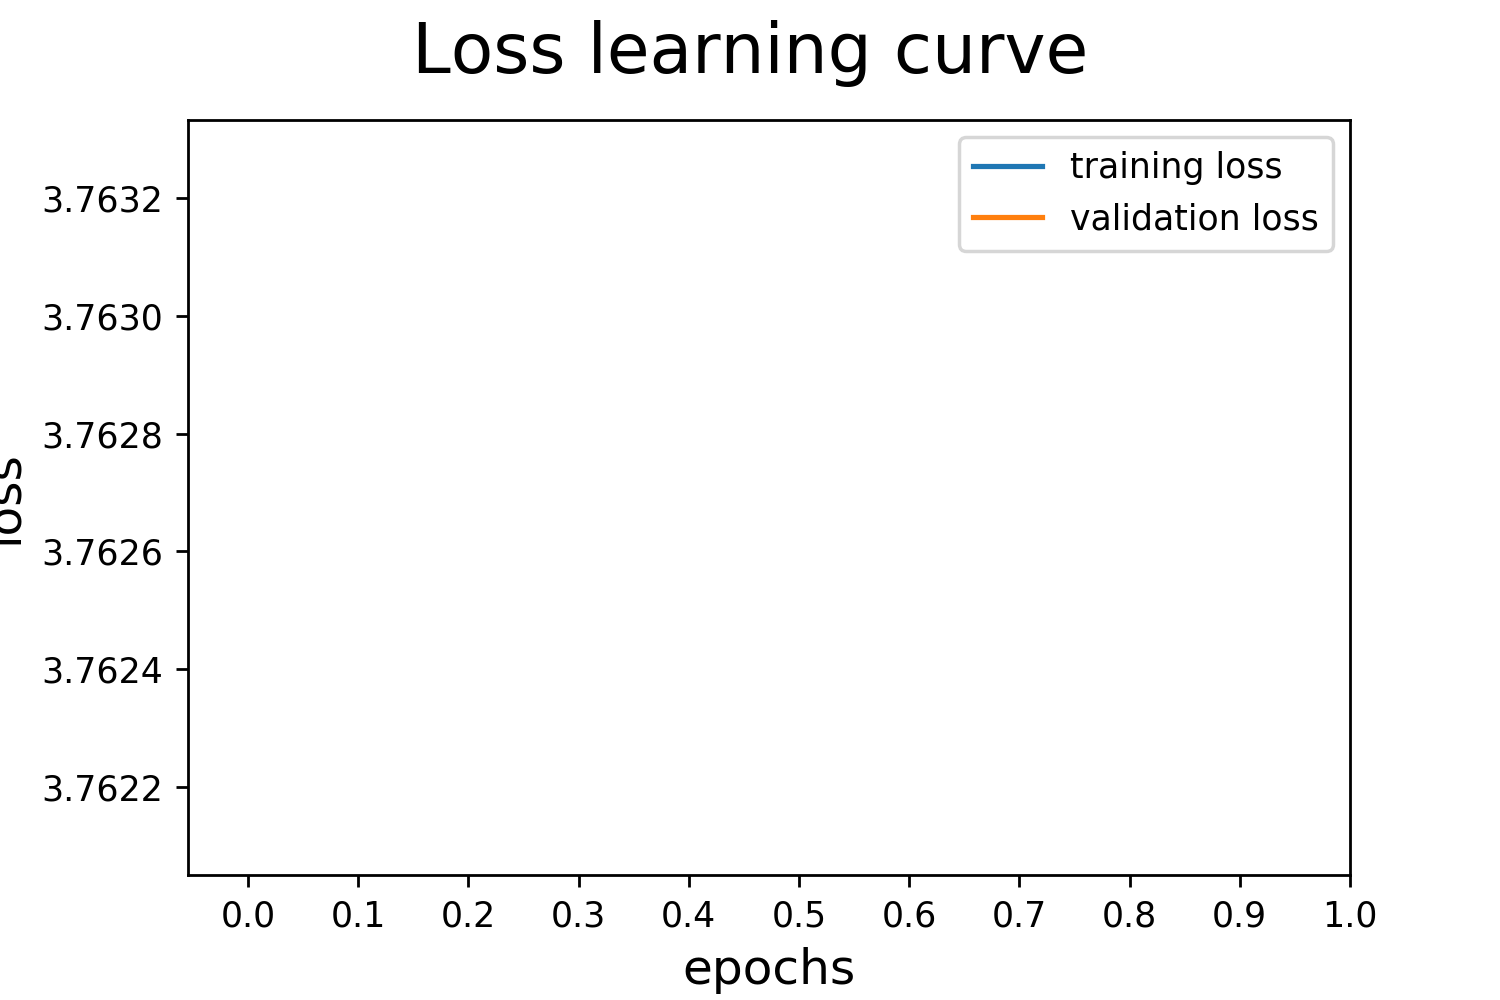 Loss learning curve
training loss
validation loss
3.7632
3.7630
3.7628
3.7626
3.7624
3.7622
loss
0.0 0.1 0.2 0.3 0.4 0.5 0.6 0.7 0.8 0.9 1.0
epochs